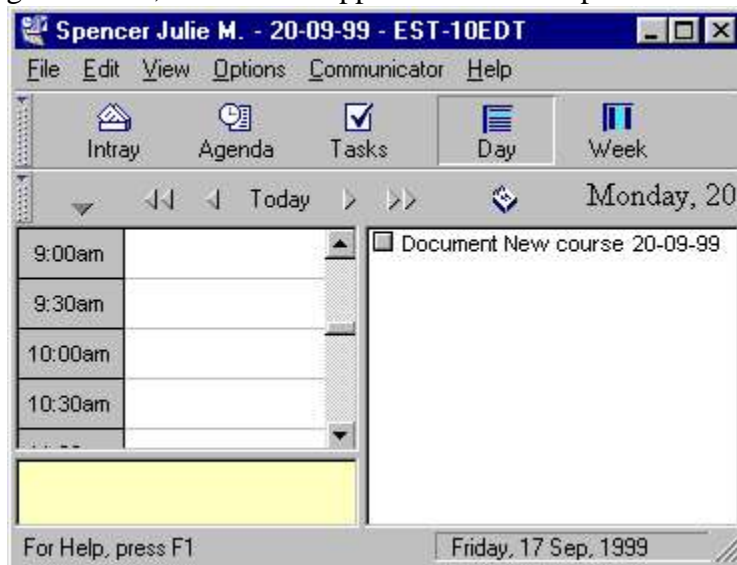 Spencer Julie M. - 20-09-99 - EST-10EDT
File Edit View Options Communicator Help
Intray Agenda Tasks Day Week
Today Monday, 20
9:00am
9:30am
10:00am
10:30am
Document New course 20-09-99
For Help, press F1 Friday, 17 Sep, 1999